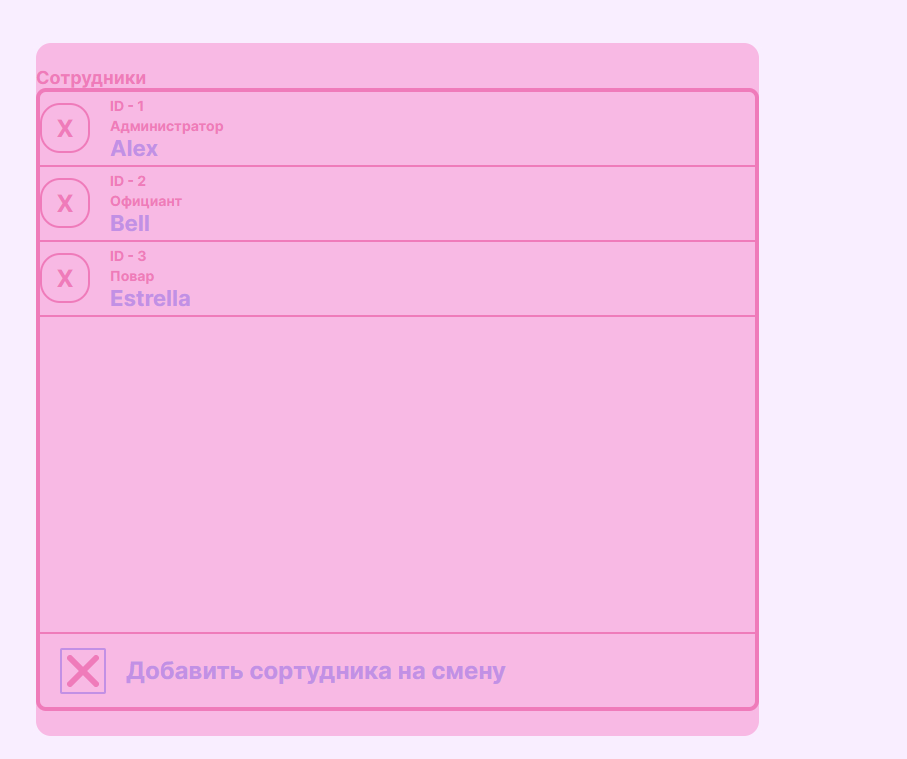 Сотрудники
X
ID - 1
Администратор
Alex
X
ID - 2
Официант
Bell
X
ID - 3
Повар
Estrella
Добавить сортудника на смену